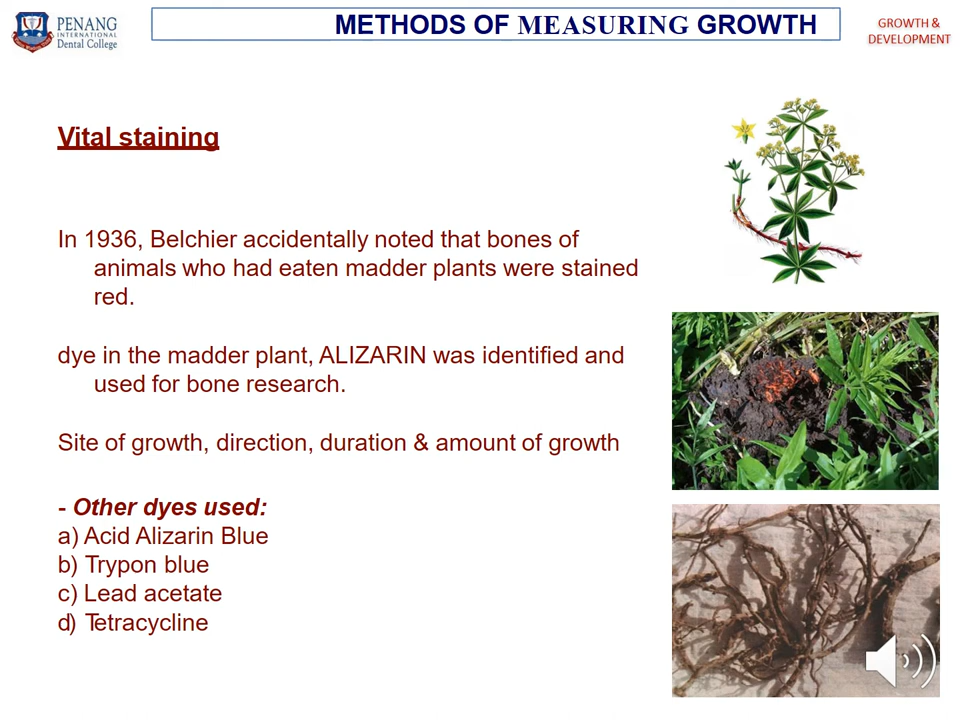 PENANG
INTERNATIONAL
Dental College
METHODS OF MEASURING GROWTH
GROWTH &
DEVELOPMENT
Vital staining
In 1936, Belchier accidentally noted that bones of
animals who had eaten madder plants were stained
red.
dye in the madder plant, ALIZARIN was identified and
used for bone research.
Site of growth, direction, duration & amount of growth
- Other dyes used:
a) Acid Alizarin Blue
b) Trypon blue
c) Lead acetate
d) Tetracycline